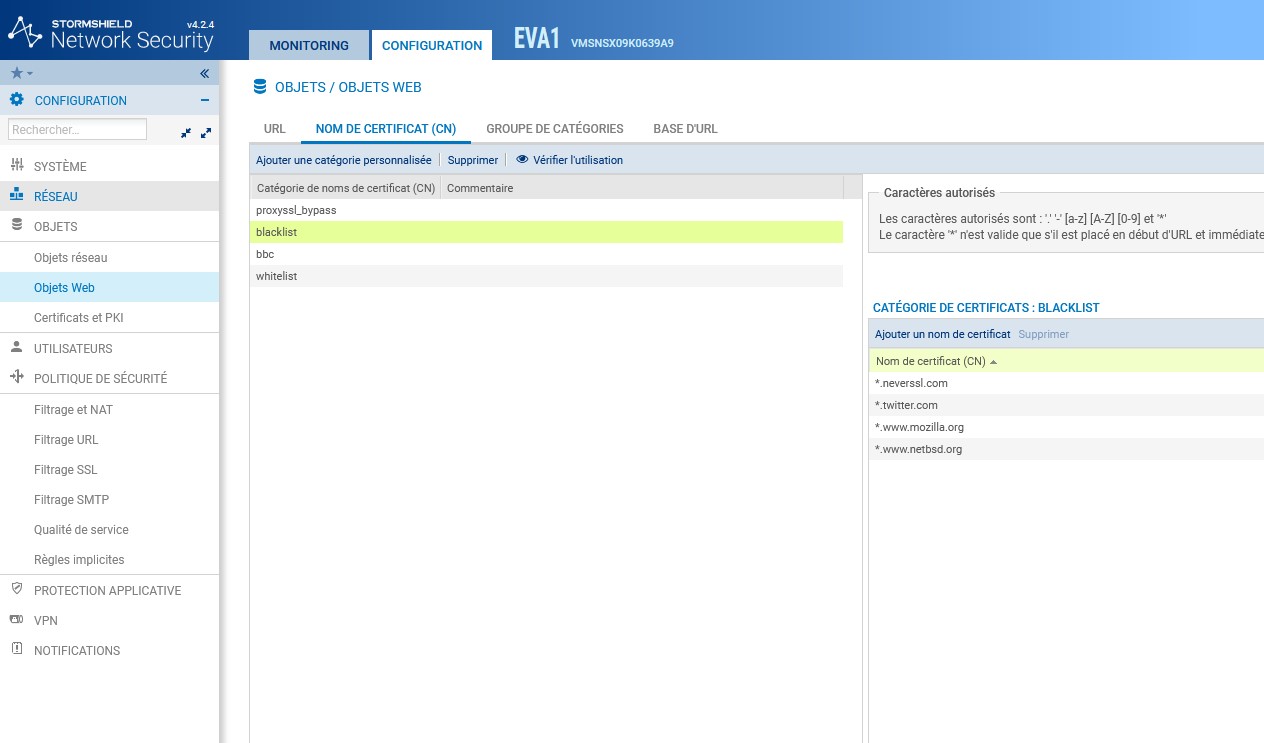 STORMSHIELD v4.2.4
Network Security
MONITORING
CONFIGURATION
EVA1 VMSNSX09K0639A9
CONFIGURATION
Rechercher...
SYSTÈME
RÉSEAU
OBJETS
Objets réseau
Objets Web
Certificats et PKI
UTILISATEURS
POLITIQUE DE SÉCURITÉ
Filtrage et NAT
Filtrage URL
Filtrage SSL
Filtrage SMTP
Qualité de service
Règles implicites
PROTECTION APPLICATIVE
VPN
NOTIFICATIONS
OBJETS / OBJETS WEB
URL NOM DE CERTIFICAT (CN) GROUPE DE CATÉGORIES BASE D'URL
Ajouter une catégorie personnalisée Supprimer Vérifier l'utilisation
Catégorie de noms de certificat (CN) Commentaire
proxyssl_bypass
blacklist
bbc
whitelist
Caractères autorisés
Les caractères autorisés sont : '.' '-' [a-z] [A-Z] [0-9] et '*'
Le caractère '*' n'est valide que s'il est placé en début d'URL et immédiate
CATÉGORIE DE CERTIFICATS : BLACKLIST
Ajouter un nom de certificat Supprimer
Nom de certificat (CN)
*.neverssl.com
*.twitter.com
*.www.mozilla.org
*.www.netbsd.org